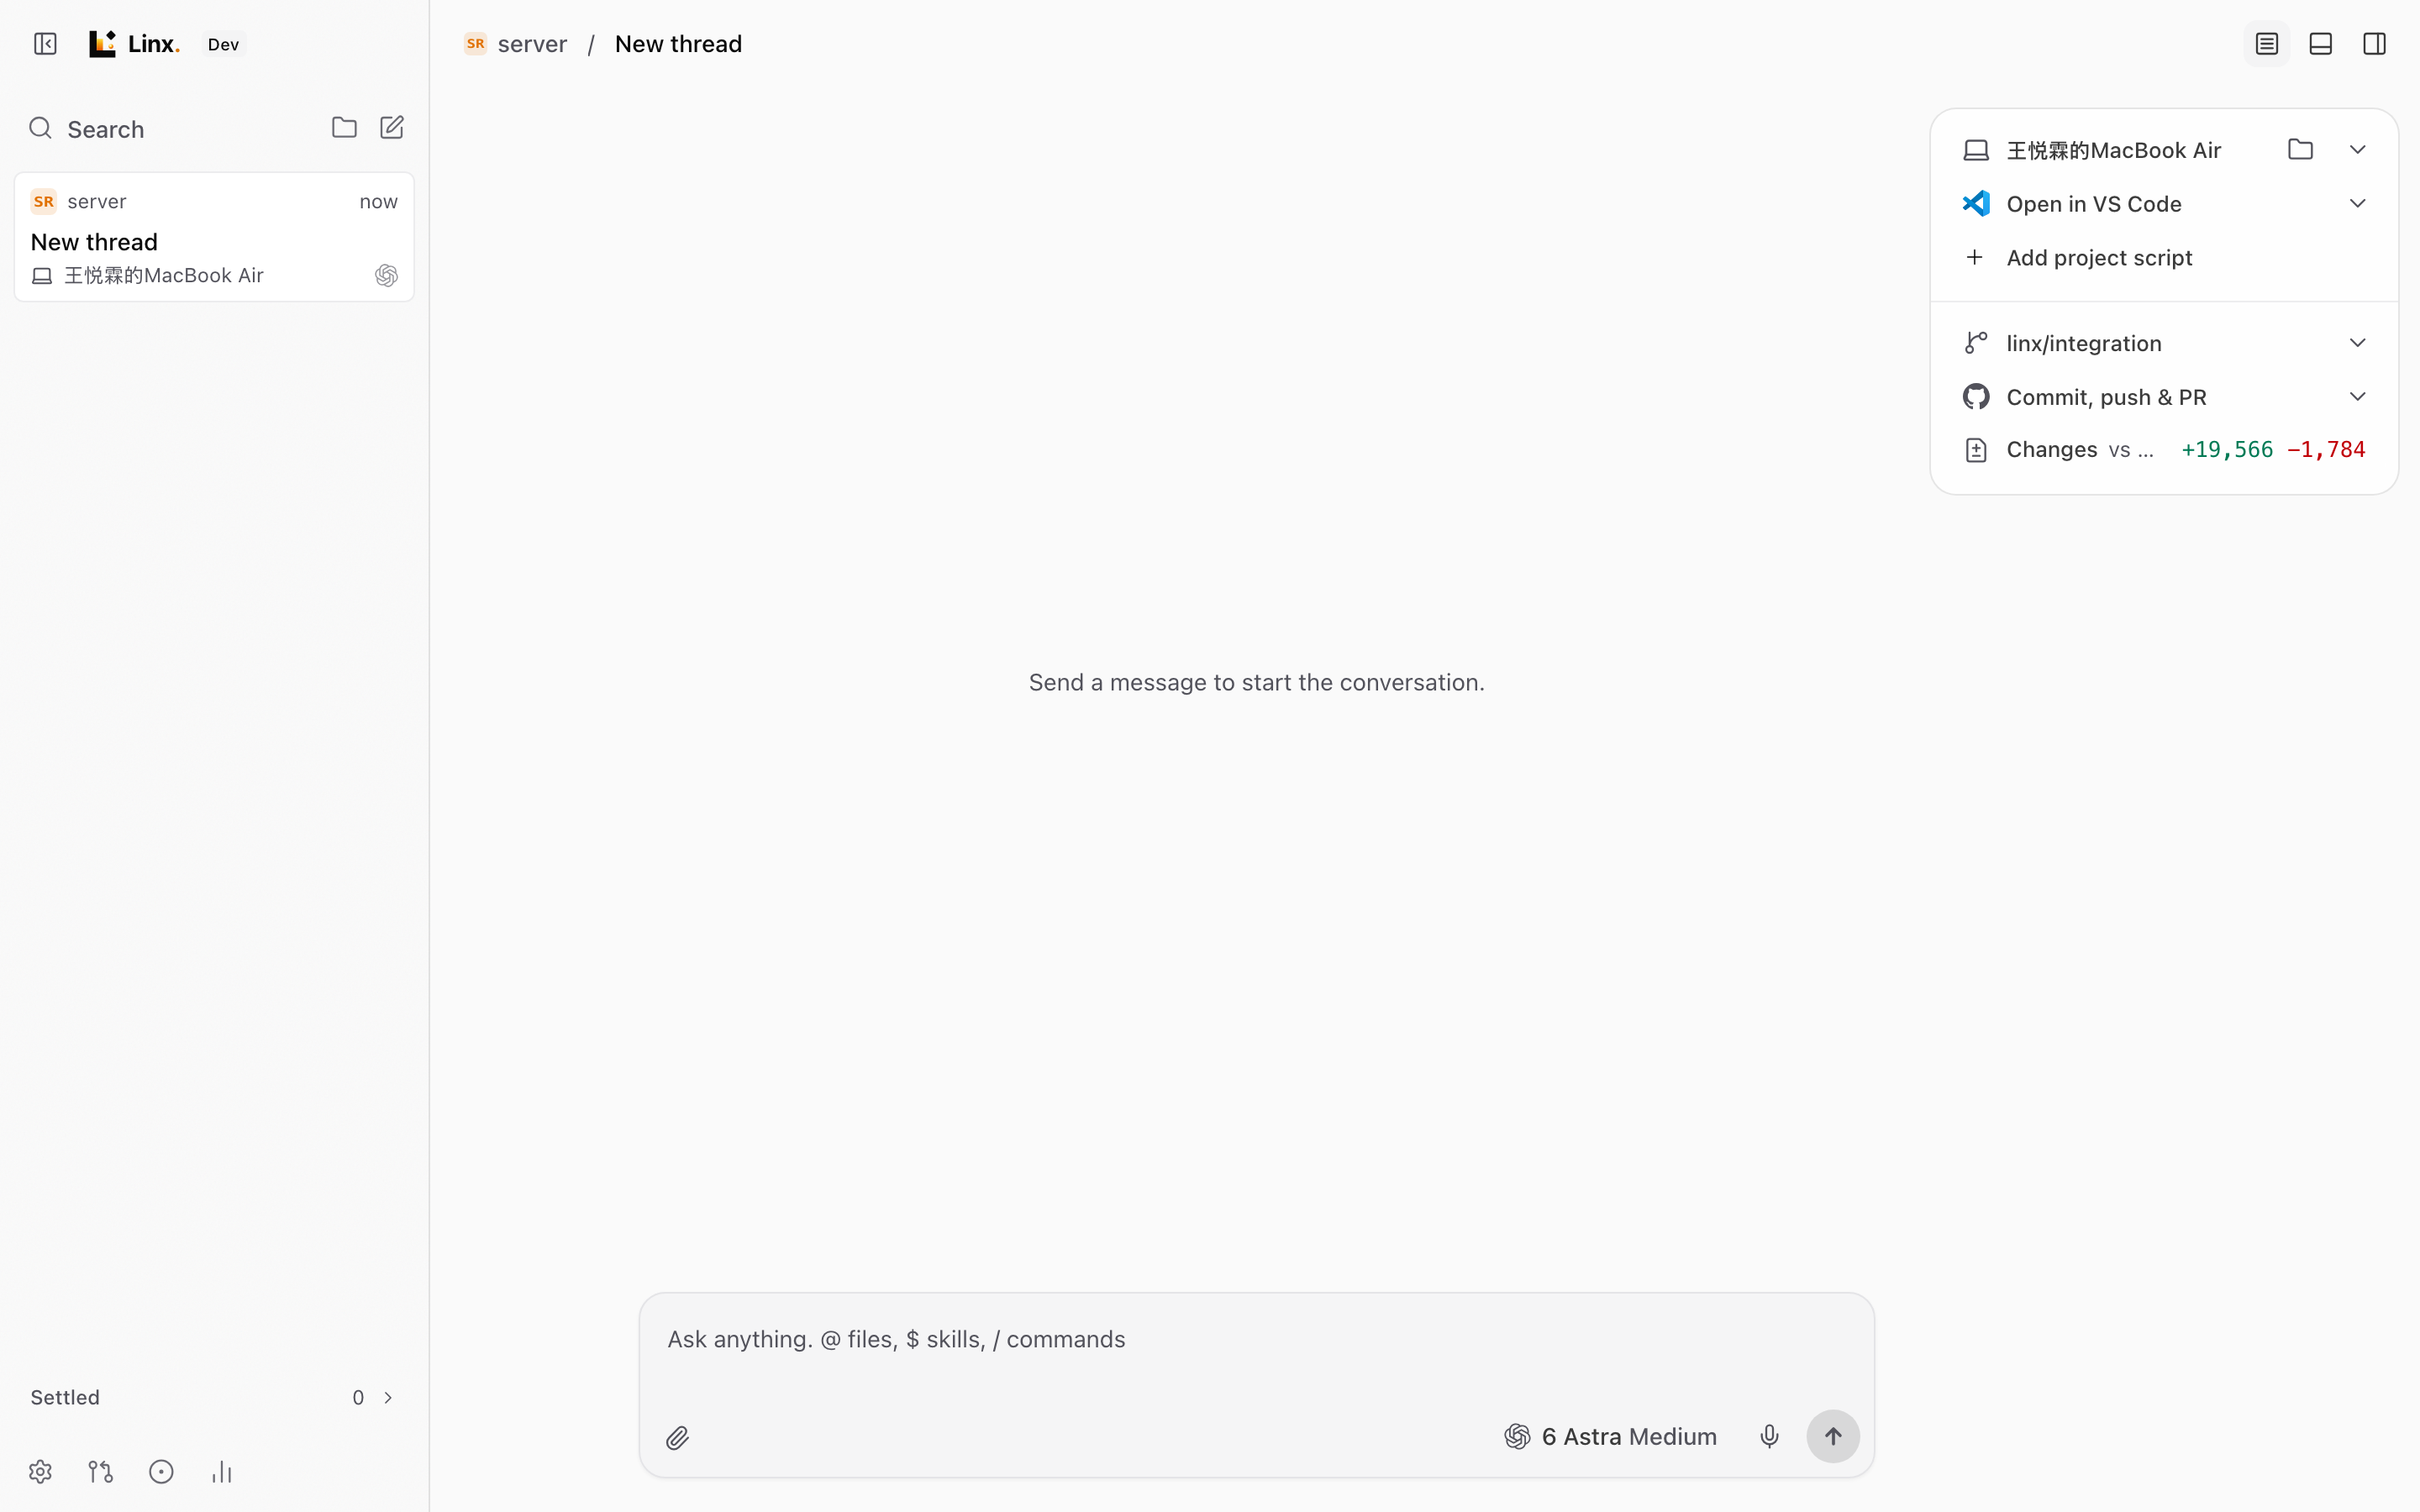 Linx. Dev
Search
SR server now
New thread
王悦霖的MacBook Air
Settled 0
SR server / New thread
王悦霖的MacBook Air
Open in VS Code
Add project script
linx/integration
Commit, push & PR
Changes vs ... +19,566 −1,784
Send a message to start the conversation.
Ask anything. @ files, $ skills, / commands
6 Astra Medium